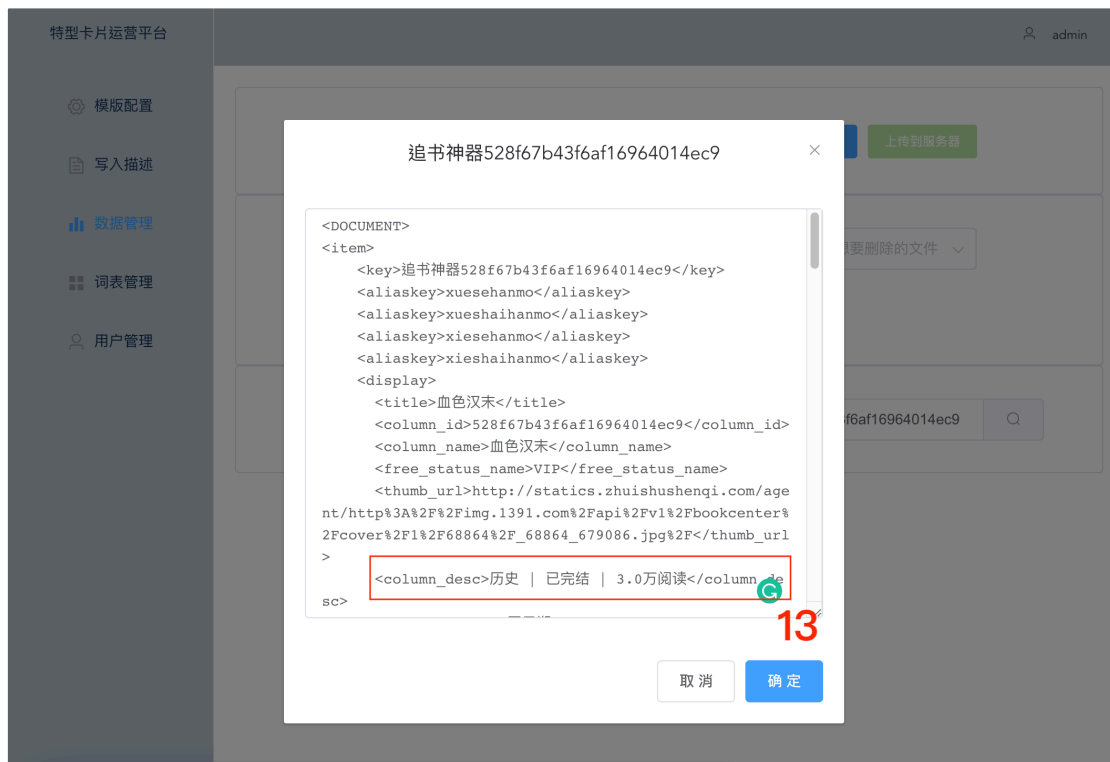 特型卡片运营平台
admin
模版配置
写入描述
数据管理
词表管理
用户管理
上传到服务器
想要删除的文件
f6af16964014ec9
追书神器528f67b43f6af16964014ec9
<DOCUMENT>
<item>
<key>追书神器528f67b43f6af16964014ec9</key>
<aliaskey>xuesehanmo</aliaskey>
<aliaskey>xueshaihanmo</aliaskey>
<aliaskey>xiesehanmo</aliaskey>
<aliaskey>xieshaihanmo</aliaskey>
<display>
<title>血色汉末</title>
<column_id>528f67b43f6af16964014ec9</column_id>
<column_name>血色汉末</column_name>
<free_status_name>VIP</free_status_name>
<thumb_url>http://statics.zhuishushenqi.com/age
nt/http%3A%2F%2Fimg.1391.com%2Fapi%2Fv1%2Fbookcenter%
2Fcover%2F1%2F68864%2F_68864_679086.jpg%2F</thumb_url
>
<column_desc>历史 | 已完结 | 3.0万阅读</column_de
sc>
13
取消
确定